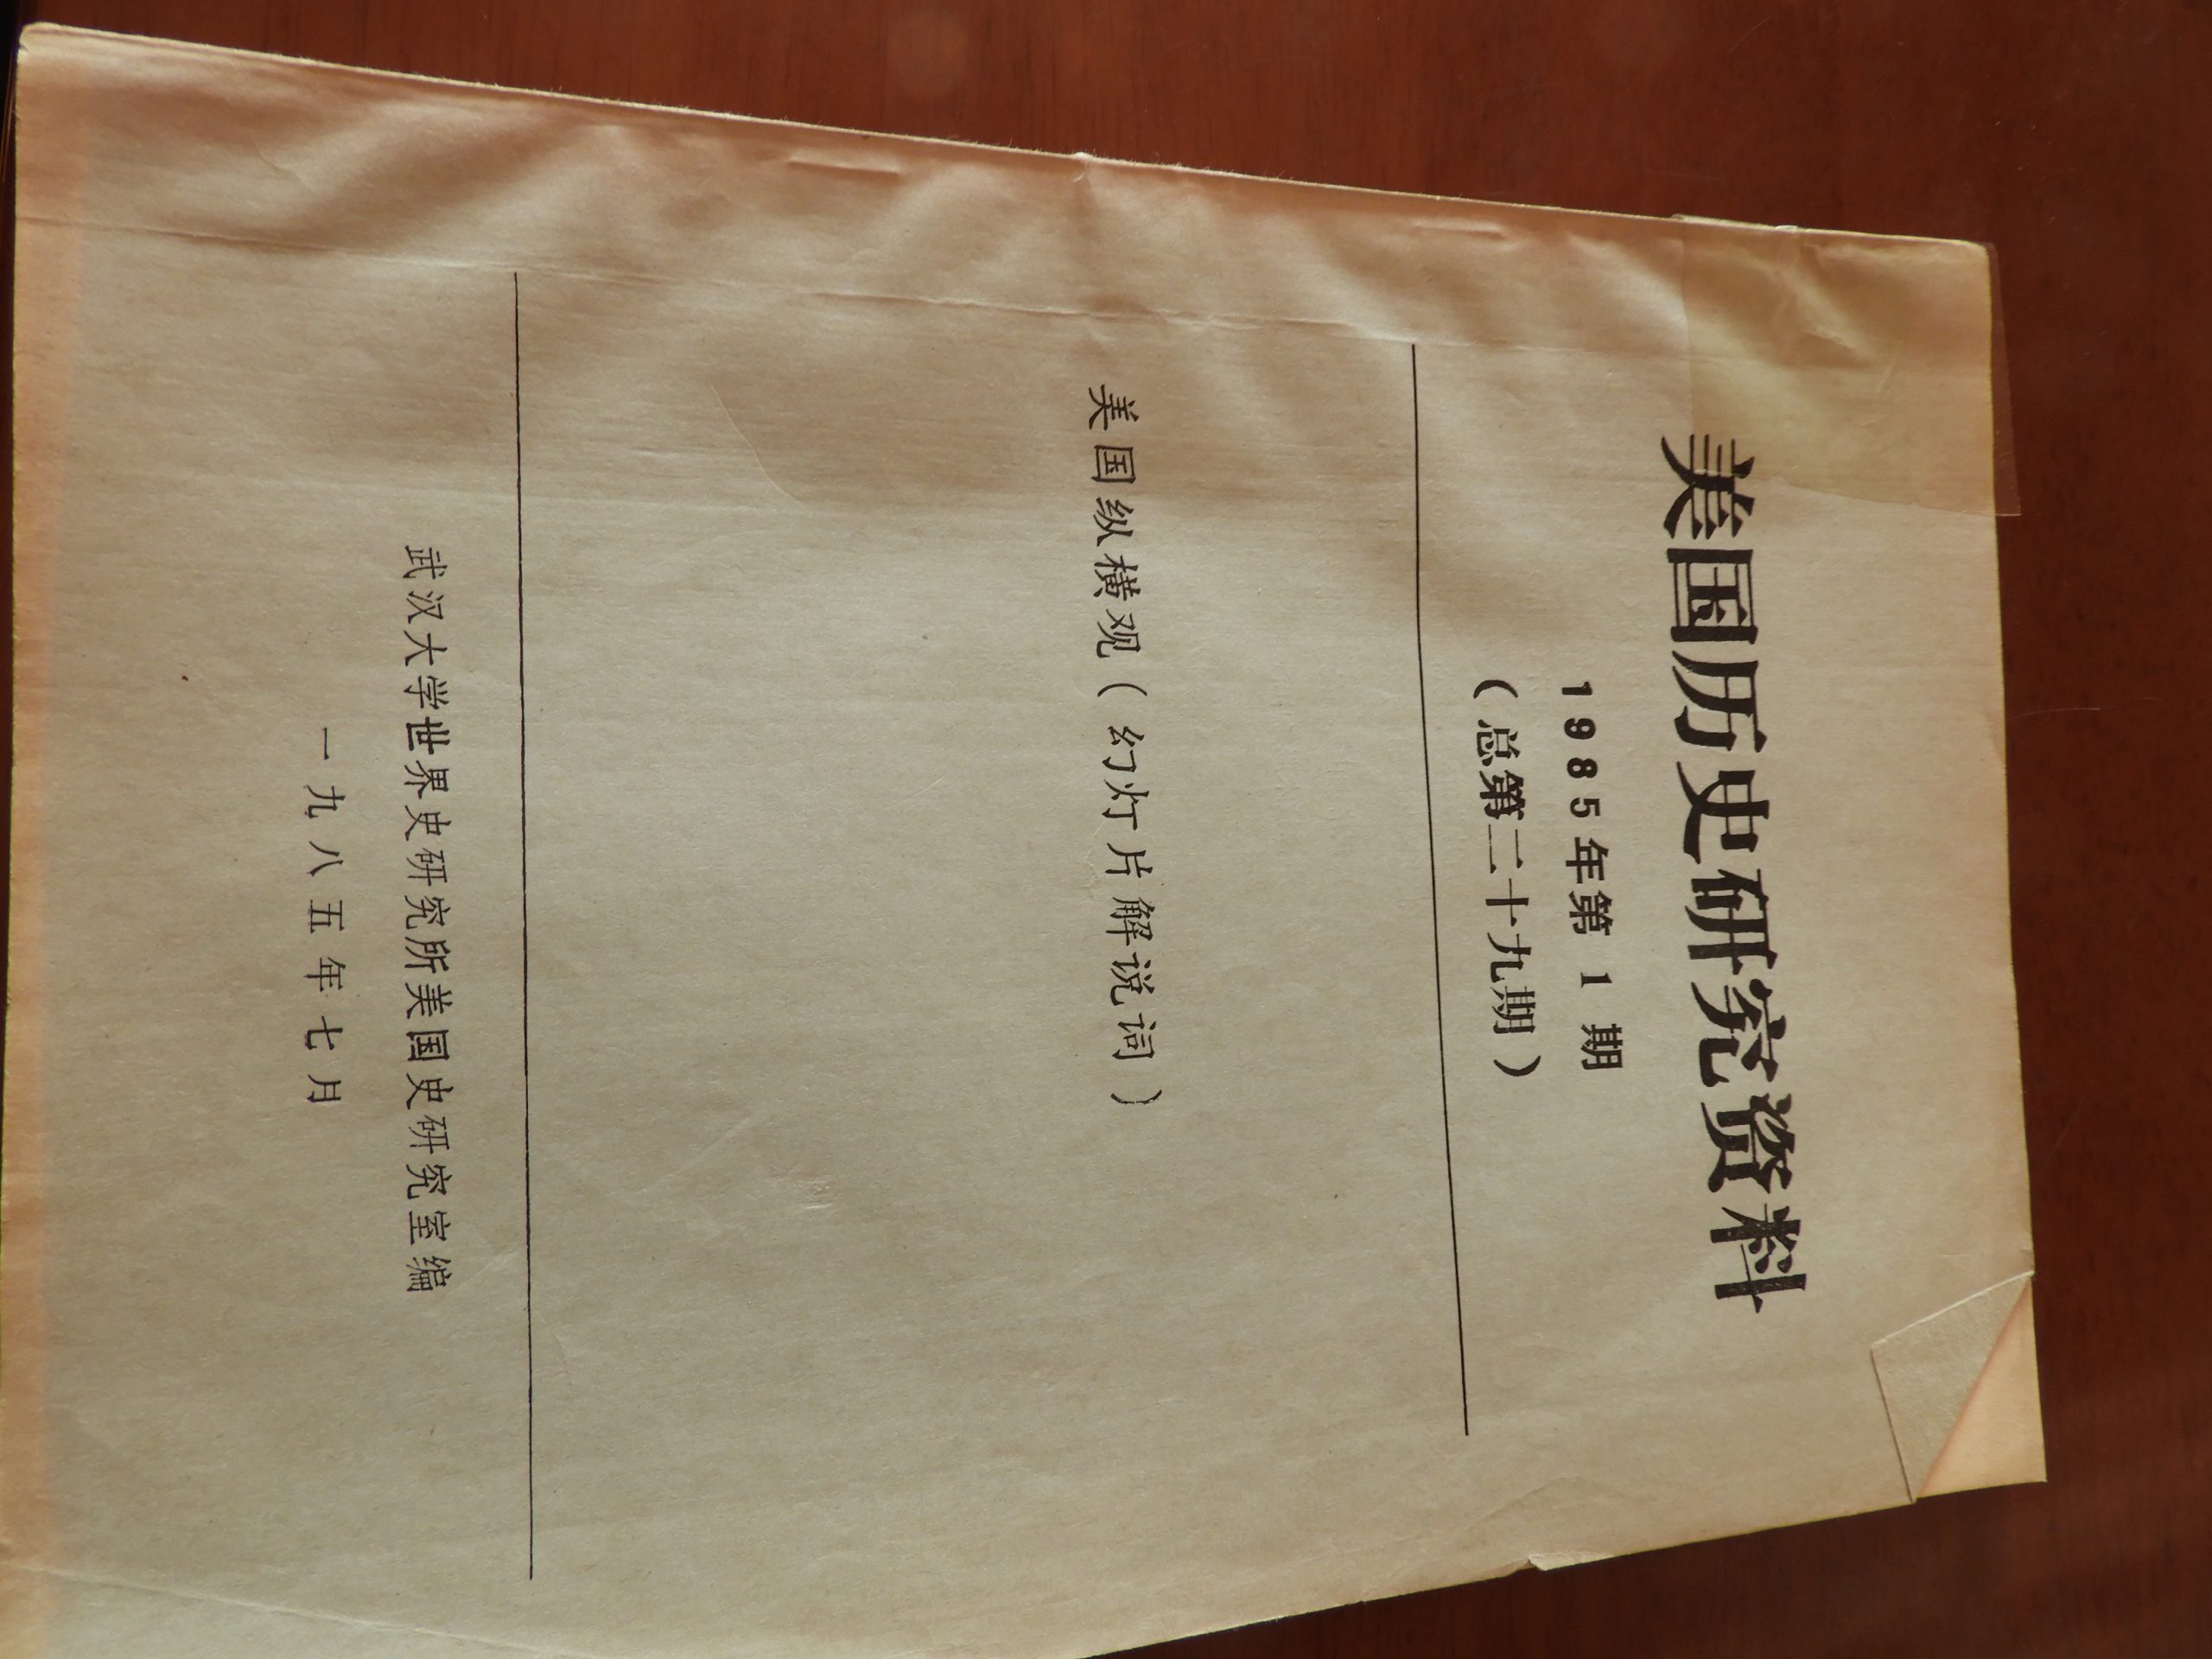 美国历史研究资料
1985年第1期
（总第二十九期）
美国纵横观（幻灯片解说词）
武汉大学世界史研究所美国史研究室编
一九八五年七月